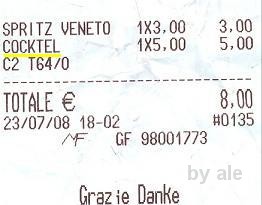 SPRITZ VENETO 1X3,00 3,00
COCKTEL 1X5,00 5,00
C2 T64/0
TOTALE € 8,00
23/07/08 18-02 #0135
MF GF 98001773
by ale
Grazie Danke